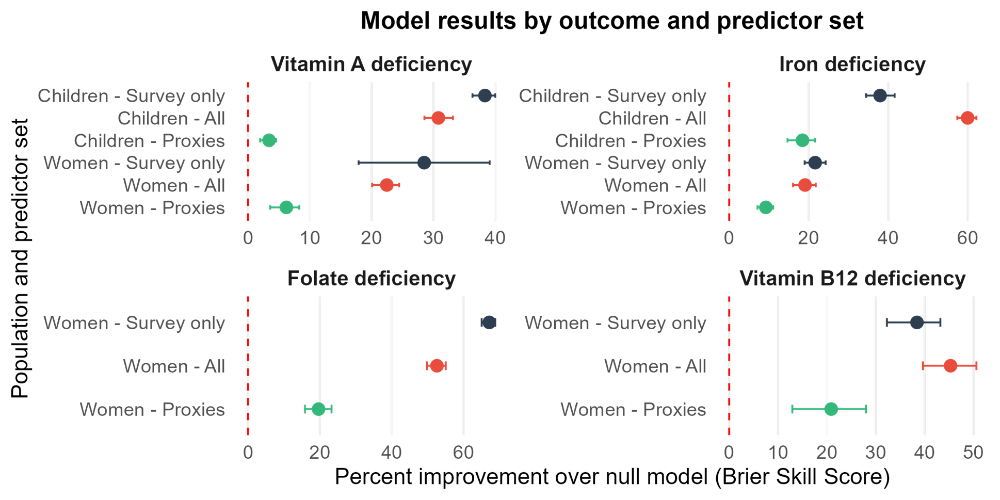 Model results by outcome and predictor set
Vitamin A deficiency
Children - Survey only
Children - All
Children - Proxies
Women - Survey only
Women - All
Women - Proxies
0 10 20 30 40
Iron deficiency
Children - Survey only
Children - All
Children - Proxies
Women - Survey only
Women - All
Women - Proxies
0 20 40 60
Folate deficiency
Women - Survey only
Women - All
Women - Proxies
0 20 40 60
Vitamin B12 deficiency
Women - Survey only
Women - All
Women - Proxies
0 10 20 30 40 50
Population and predictor set
Percent improvement over null model (Brier Skill Score)